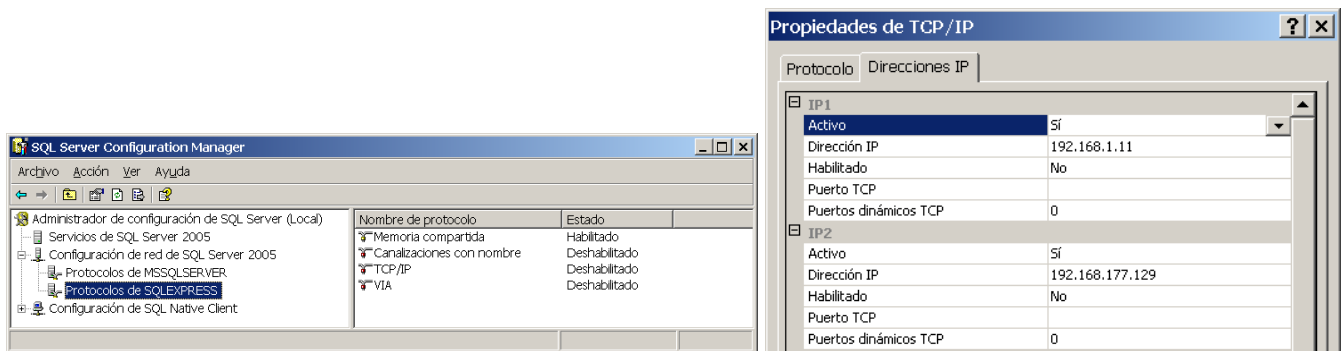 SQL Server Configuration Manager
Archivo Acción Ver Ayuda
Administrador de configuración de SQL Server (Local)
Servicios de SQL Server 2005
Configuración de red de SQL Server 2005
Protocolos de MSSQLSERVER
Protocolos de SQLEXPRESS
Configuración de SQL Native Client
Nombre de protocolo Estado
Memoria compartida Habilitado
Canalizaciones con nombre Deshabilitado
TCP/IP Deshabilitado
VIA Deshabilitado
Propiedades de TCP/IP
Protocolo Direcciones IP
IP1
Activo Sí
Dirección IP 192.168.1.11
Habilitado No
Puerto TCP
Puertos dinámicos TCP 0
IP2
Activo Sí
Dirección IP 192.168.177.129
Habilitado No
Puerto TCP
Puertos dinámicos TCP 0